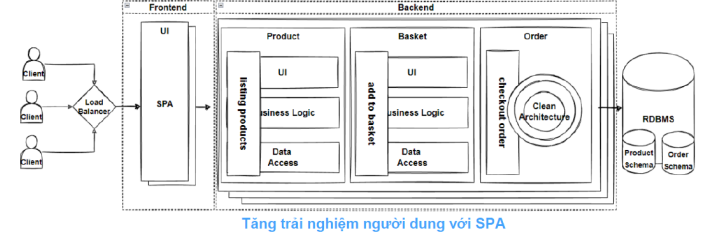 Frontend
Backend
UI
SPA
Client
Client
Client
Load
Balancer
Product
listing products
UI
usiness Logic
Data
Access
Basket
add to basket
UI
usiness Logic
Data
Access
Order
checkout order
Clean
Architecture
RDBMS
Product
Schema
Order
Schema
Tăng trải nghiệm người dung với SPA